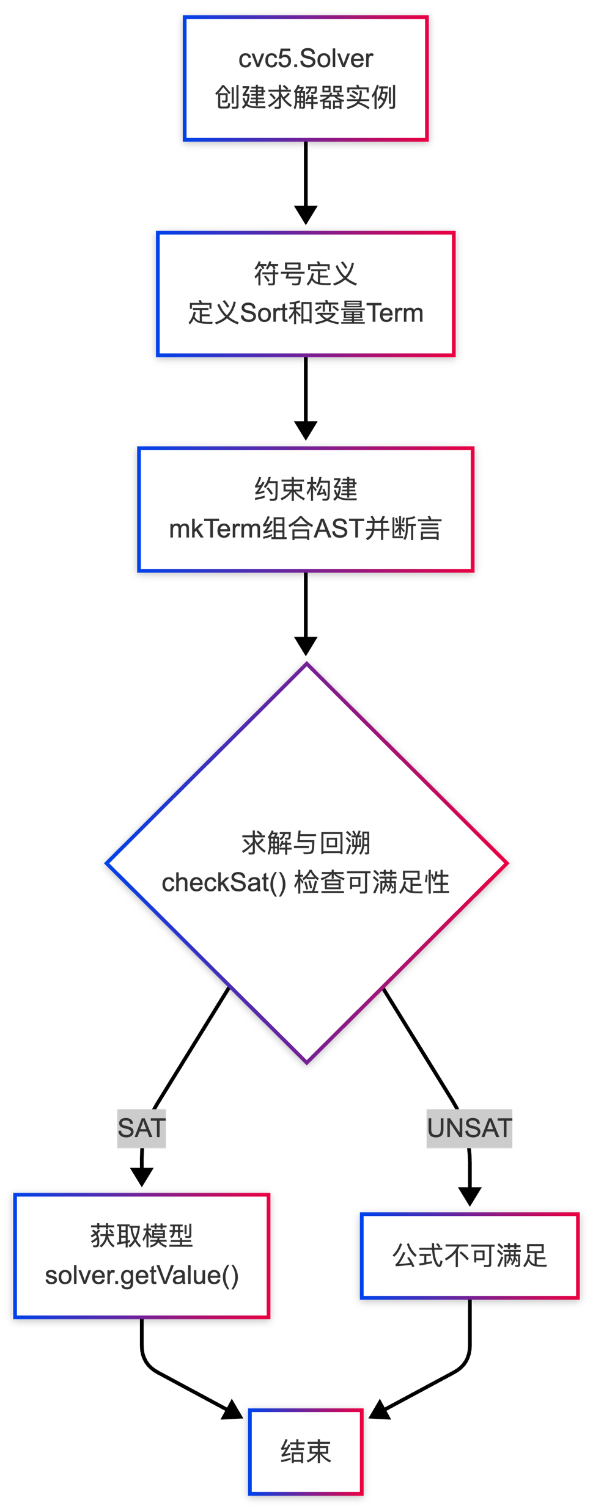 cvc5.Solver
创建求解器实例
符号定义
定义Sort和变量Term
约束构建
mkTerm组合AST并断言
求解与回溯
checkSat() 检查可满足性
SAT
UNSAT
获取模型
solver.getValue()
公式不可满足
结束